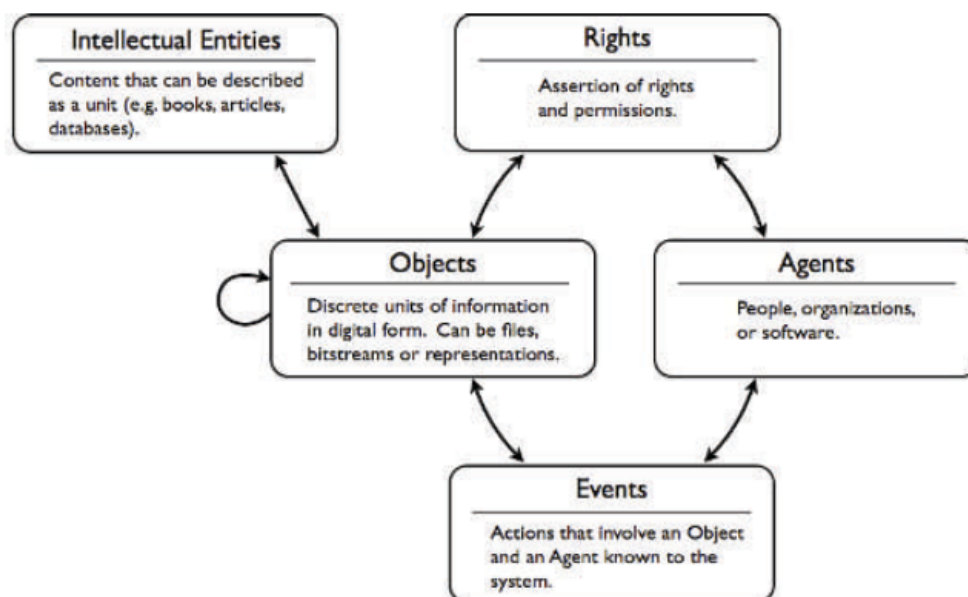 Intellectual Entities
Content that can be described
as a unit (e.g. books, articles,
databases).
Rights
Assertion of rights
and permissions.
Objects
Discrete units of information
in digital form. Can be files,
bitstreams or representations.
Agents
People, organizations,
or software.
Events
Actions that involve an Object
and an Agent known to the
system.